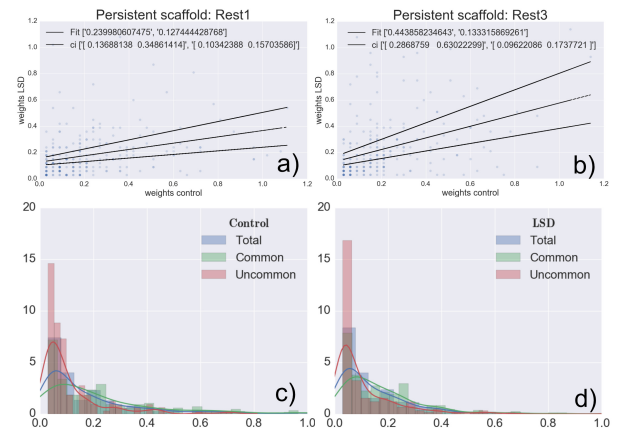 Persistent scaffold: Rest1
Persistent scaffold: Rest3
1.2
1.0
0.8
0.6
0.4
0.2
0.0
weights LSD
Fit ['0.239980607475', '0.127444428768']
ci ['[ 0.13688138 0.34861414]', '[ 0.10342388 0.15703586]']
a)
0.0 0.2 0.4 0.6 0.8 1.0 1.2
weights control
1.2
1.0
0.8
0.6
0.4
0.2
0.0
weights LSD
Fit ['0.443858234643', '0.133315869261']
ci ['[ 0.2868759 0.63022299]', '[ 0.09622086 0.1737721 ]']
b)
0.0 0.2 0.4 0.6 0.8 1.0 1.2
weights control
20
15
10
5
0
Control
Total
Common
Uncommon
c)
0.0 0.2 0.4 0.6 0.8 1.0
20
15
10
5
0
LSD
Total
Common
Uncommon
d)
0.0 0.2 0.4 0.6 0.8 1.0